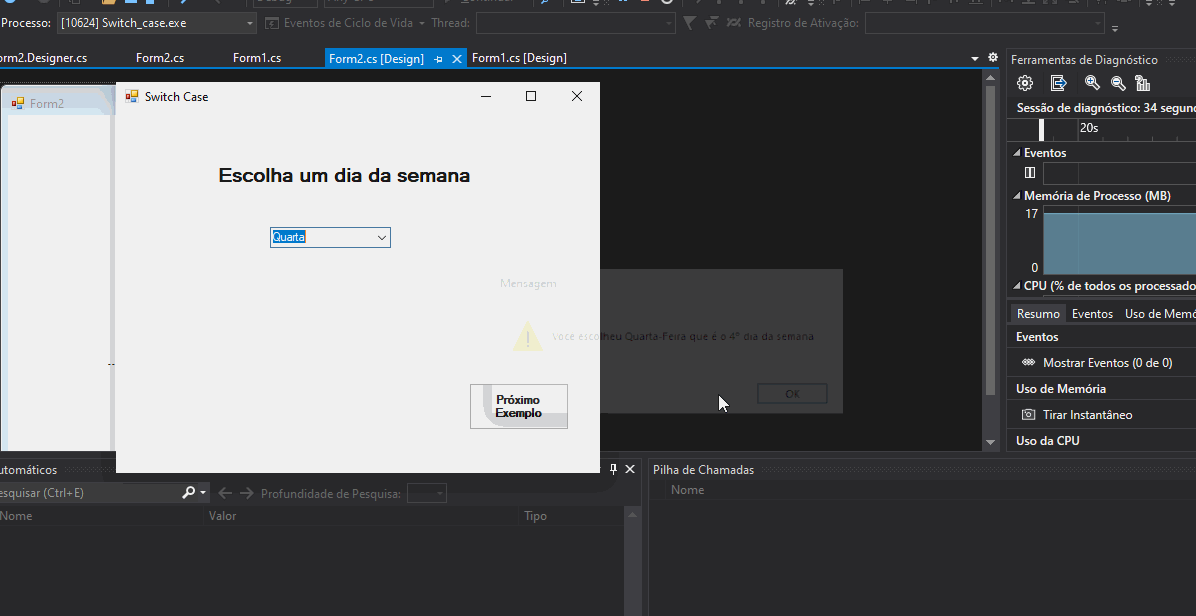 Processo: [10624] Switch_case.exe Eventos de Ciclo de Vida Thread: Registro de Ativação:
orm2.Designer.cs Form2.cs Form1.cs Form2.cs [Design] Form1.cs [Design]
Ferramentas de Diagnóstico
Form2
Switch Case
Escolha um dia da semana
Quarta
Mensagem
Você escolheu Quarta-Feira que é o 4º dia da semana
OK
Próximo
Exemplo
Sessão de diagnóstico: 34 segun
20s
Eventos
Memória de Processo (MB)
17
0
CPU (% de todos os processado
Resumo Eventos Uso de Memó
Eventos
Mostrar Eventos (0 de 0)
Uso de Memória
Tirar Instantâneo
Uso da CPU
utomáticos
esquisar (Ctrl+E) Profundidade de Pesquisa:
Nome Valor Tipo
Pilha de Chamadas
Nome